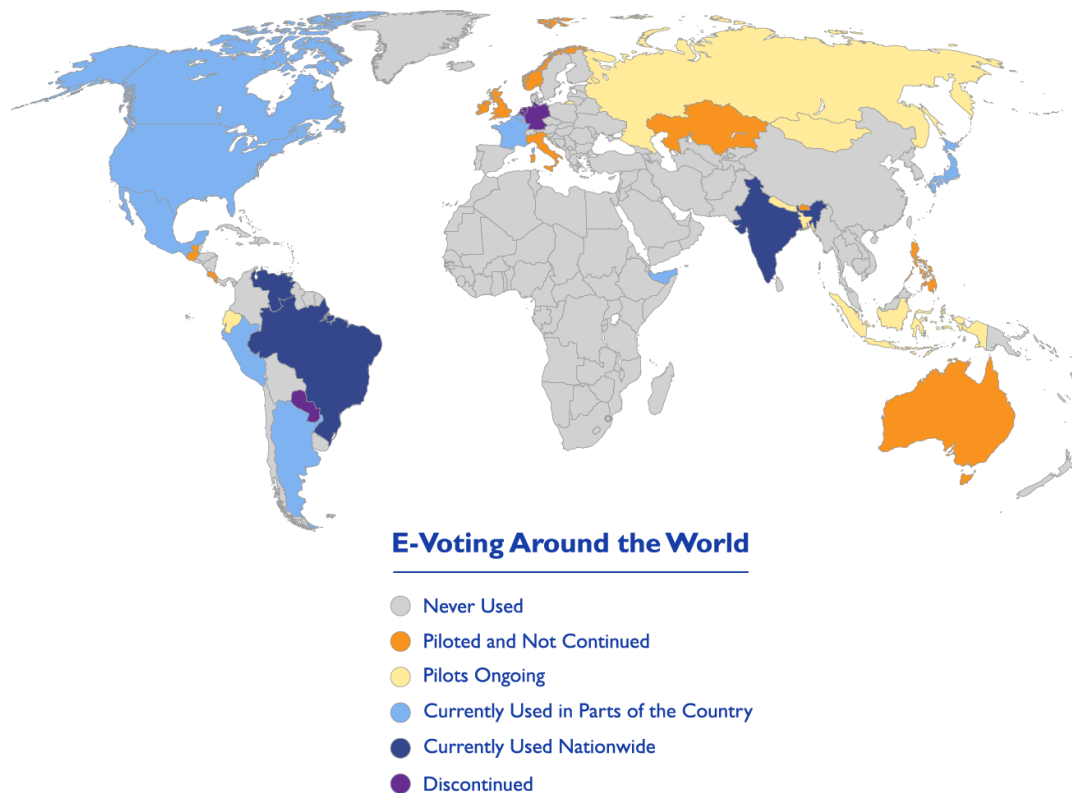 E-Voting Around the World
Never Used
Piloted and Not Continued
Pilots Ongoing
Currently Used in Parts of the Country
Currently Used Nationwide
Discontinued